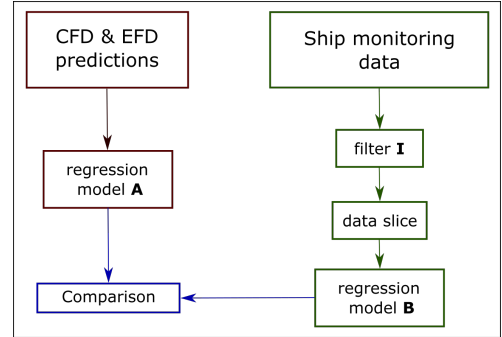 CFD & EFD
predictions
Ship monitoring
data
regression
model A
filter I
data slice
Comparison
regression
model B